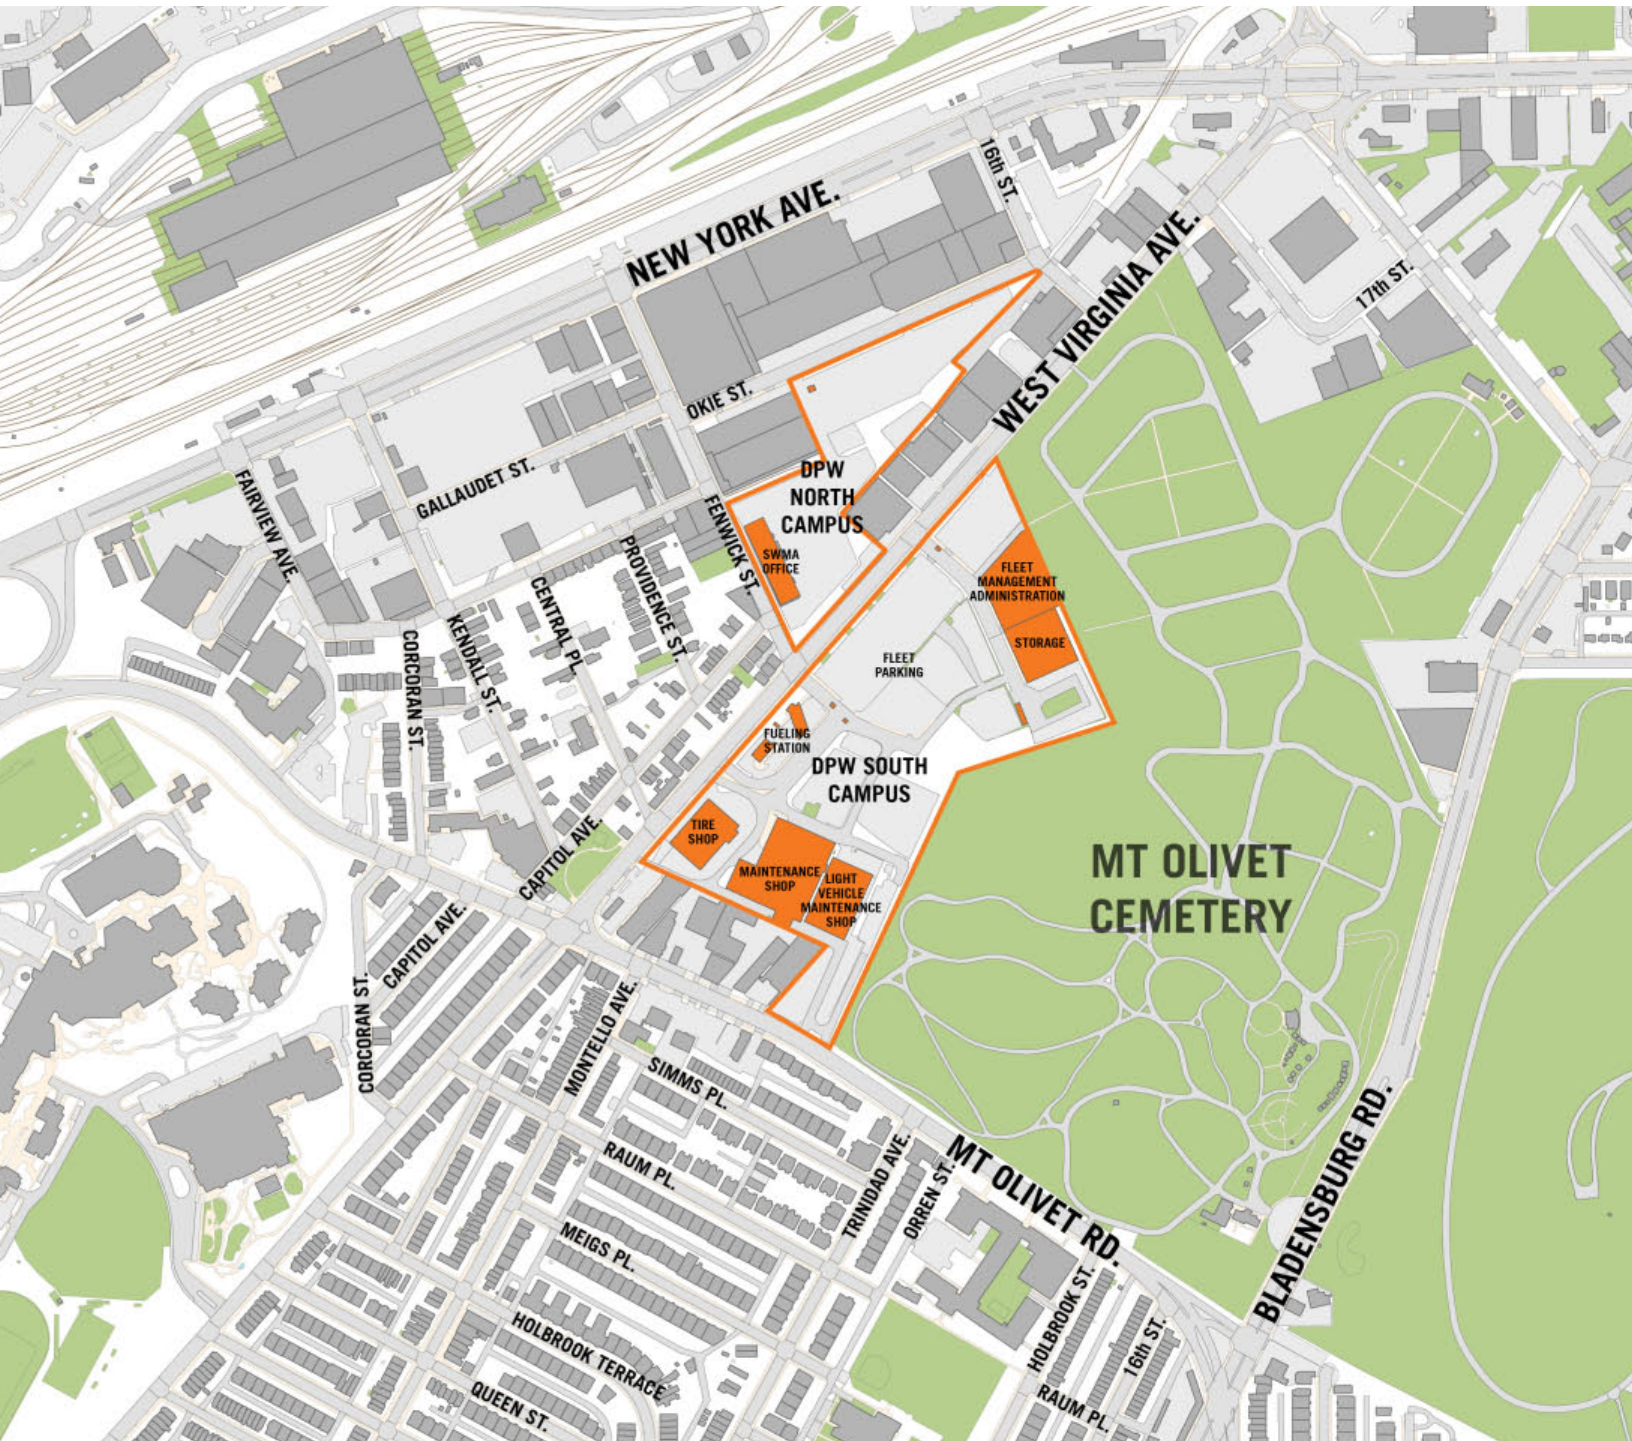 16th ST.
NEW YORK AVE.
WEST VIRGINIA AVE.
17th ST.
OKIE ST.
GALLAUDET ST.
FAIRVIEW AVE.
DPW
NORTH
CAMPUS
FENWICK ST.
SWMA
OFFICE
PROVIDENCE ST.
CENTRAL PL.
KENDALL ST.
CORCORAN ST.
FLEET
MANAGEMENT
ADMINISTRATION
STORAGE
FLEET
PARKING
FUELING
STATION
DPW SOUTH
CAMPUS
TIRE
SHOP
MAINTENANCE
SHOP
LIGHT
VEHICLE
MAINTENANCE
SHOP
CAPITOL AVE.
MT OLIVET
CEMETERY
CAPITOL AVE.
CORCORAN ST.
MONTELLO AVE.
SIMMS PL.
RAUM PL.
MEIGS PL.
TRINIDAD AVE.
ORREN ST.
MT OLIVET RD.
BLADENSBURG RD.
HOLBROOK TERRACE
QUEEN ST.
HOLBROOK ST.
16th ST.
RAUM PL.